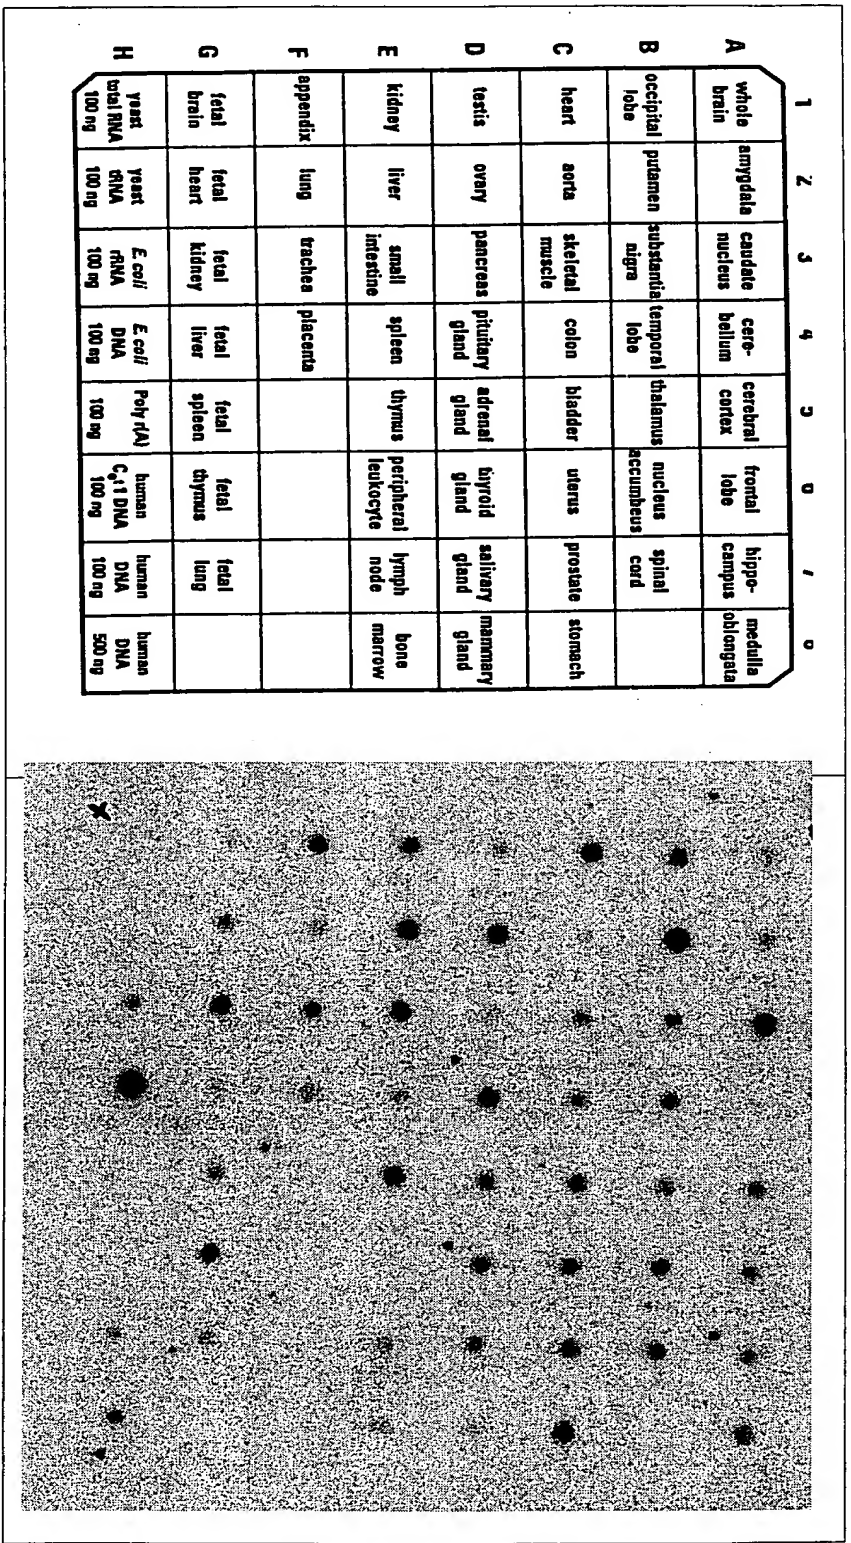 1 2 3 4
A whole amygdala caudate cere- cerebral frontal hippo- medulla
brain nucleus bellum cortex lobe campus oblongata
B occipital putamen substantia temporal thalamus nucleus spinal
lobe nigra lobe accumbeus cord
C heart aorta skeletal colon bladder uterus prostate stomach
muscle
D testis ovary pancreas pituitary adrenal thyroid salivary mammary
gland gland gland gland gland
E kidney liver small spleen thymus peripheral lymph bone
intestine leukocyte node marrow
F appendix lung trachea placenta
G fetal fetal fetal fetal fetal fetal fetal
brain heart kidney liver spleen thymus lung
H yeast yeast E coli E coli Poly r(A) human human human
total RNA tRNA rRNA DNA C₀t1 DNA DNA DNA
100 ng 100 ng 100 ng 100 ng 100 ng 100 ng 100 ng 500 ng
x